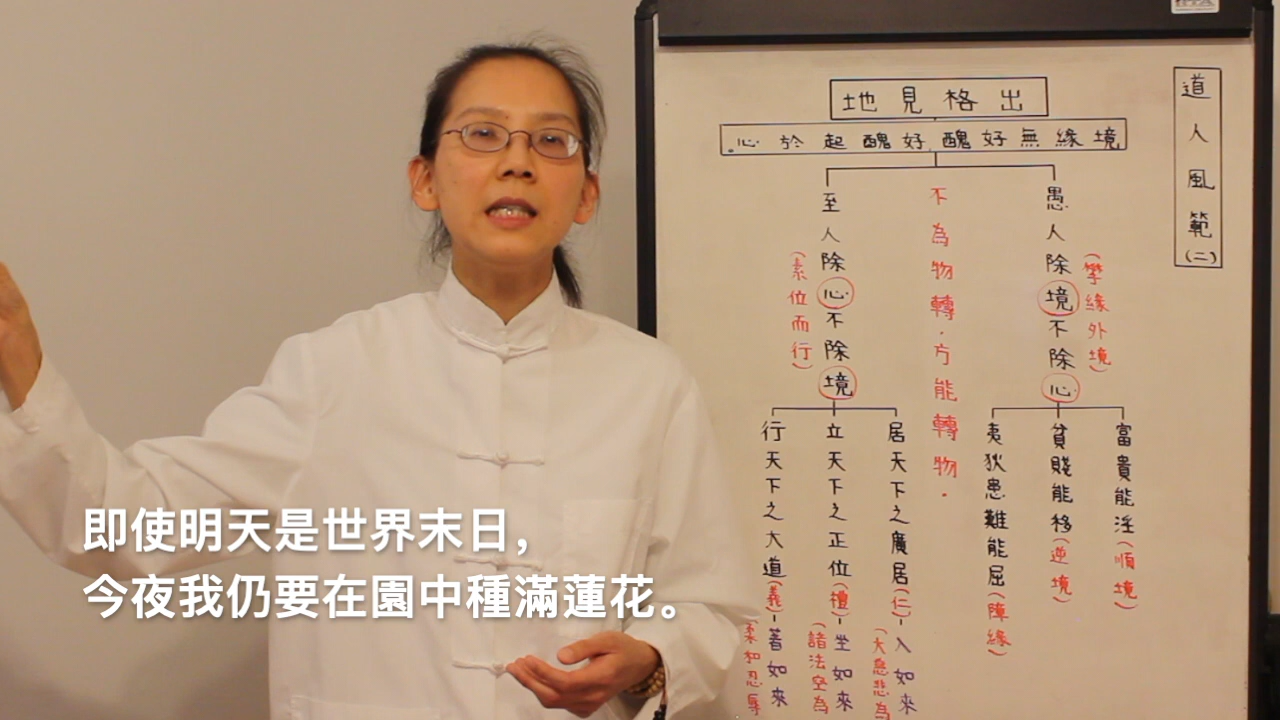 道人風範(二)
出格見地
境緣無好醜.好醜起於心.
(攀緣外境)
愚人除境不除心
不為物轉.方能轉物.
至人除心不除境
(素位而行)
富貴能淫(順境)
貧賤能移(逆境)
夷狄患難能屈(障緣)
居天下之廣居(仁)-入如來
(大慈悲為
立天下之正位(禮)-坐如來
(諸法空為
行天下之大道(義)-著如來
(柔和忍辱
即使明天是世界末日，
今夜我仍要在園中種滿蓮花。